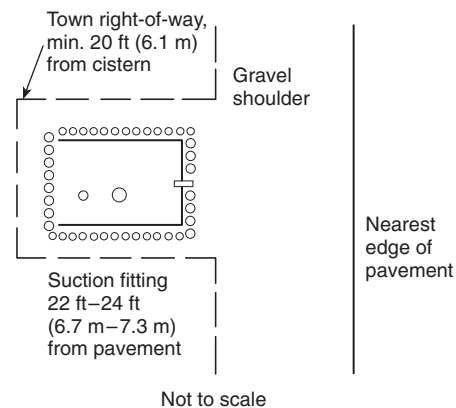 Town right-of-way,
min. 20 ft (6.1 m)
from cistern
Gravel
shoulder
Nearest
edge of
pavement
Suction fitting
22 ft–24 ft
(6.7 m–7.3 m)
from pavement
Not to scale